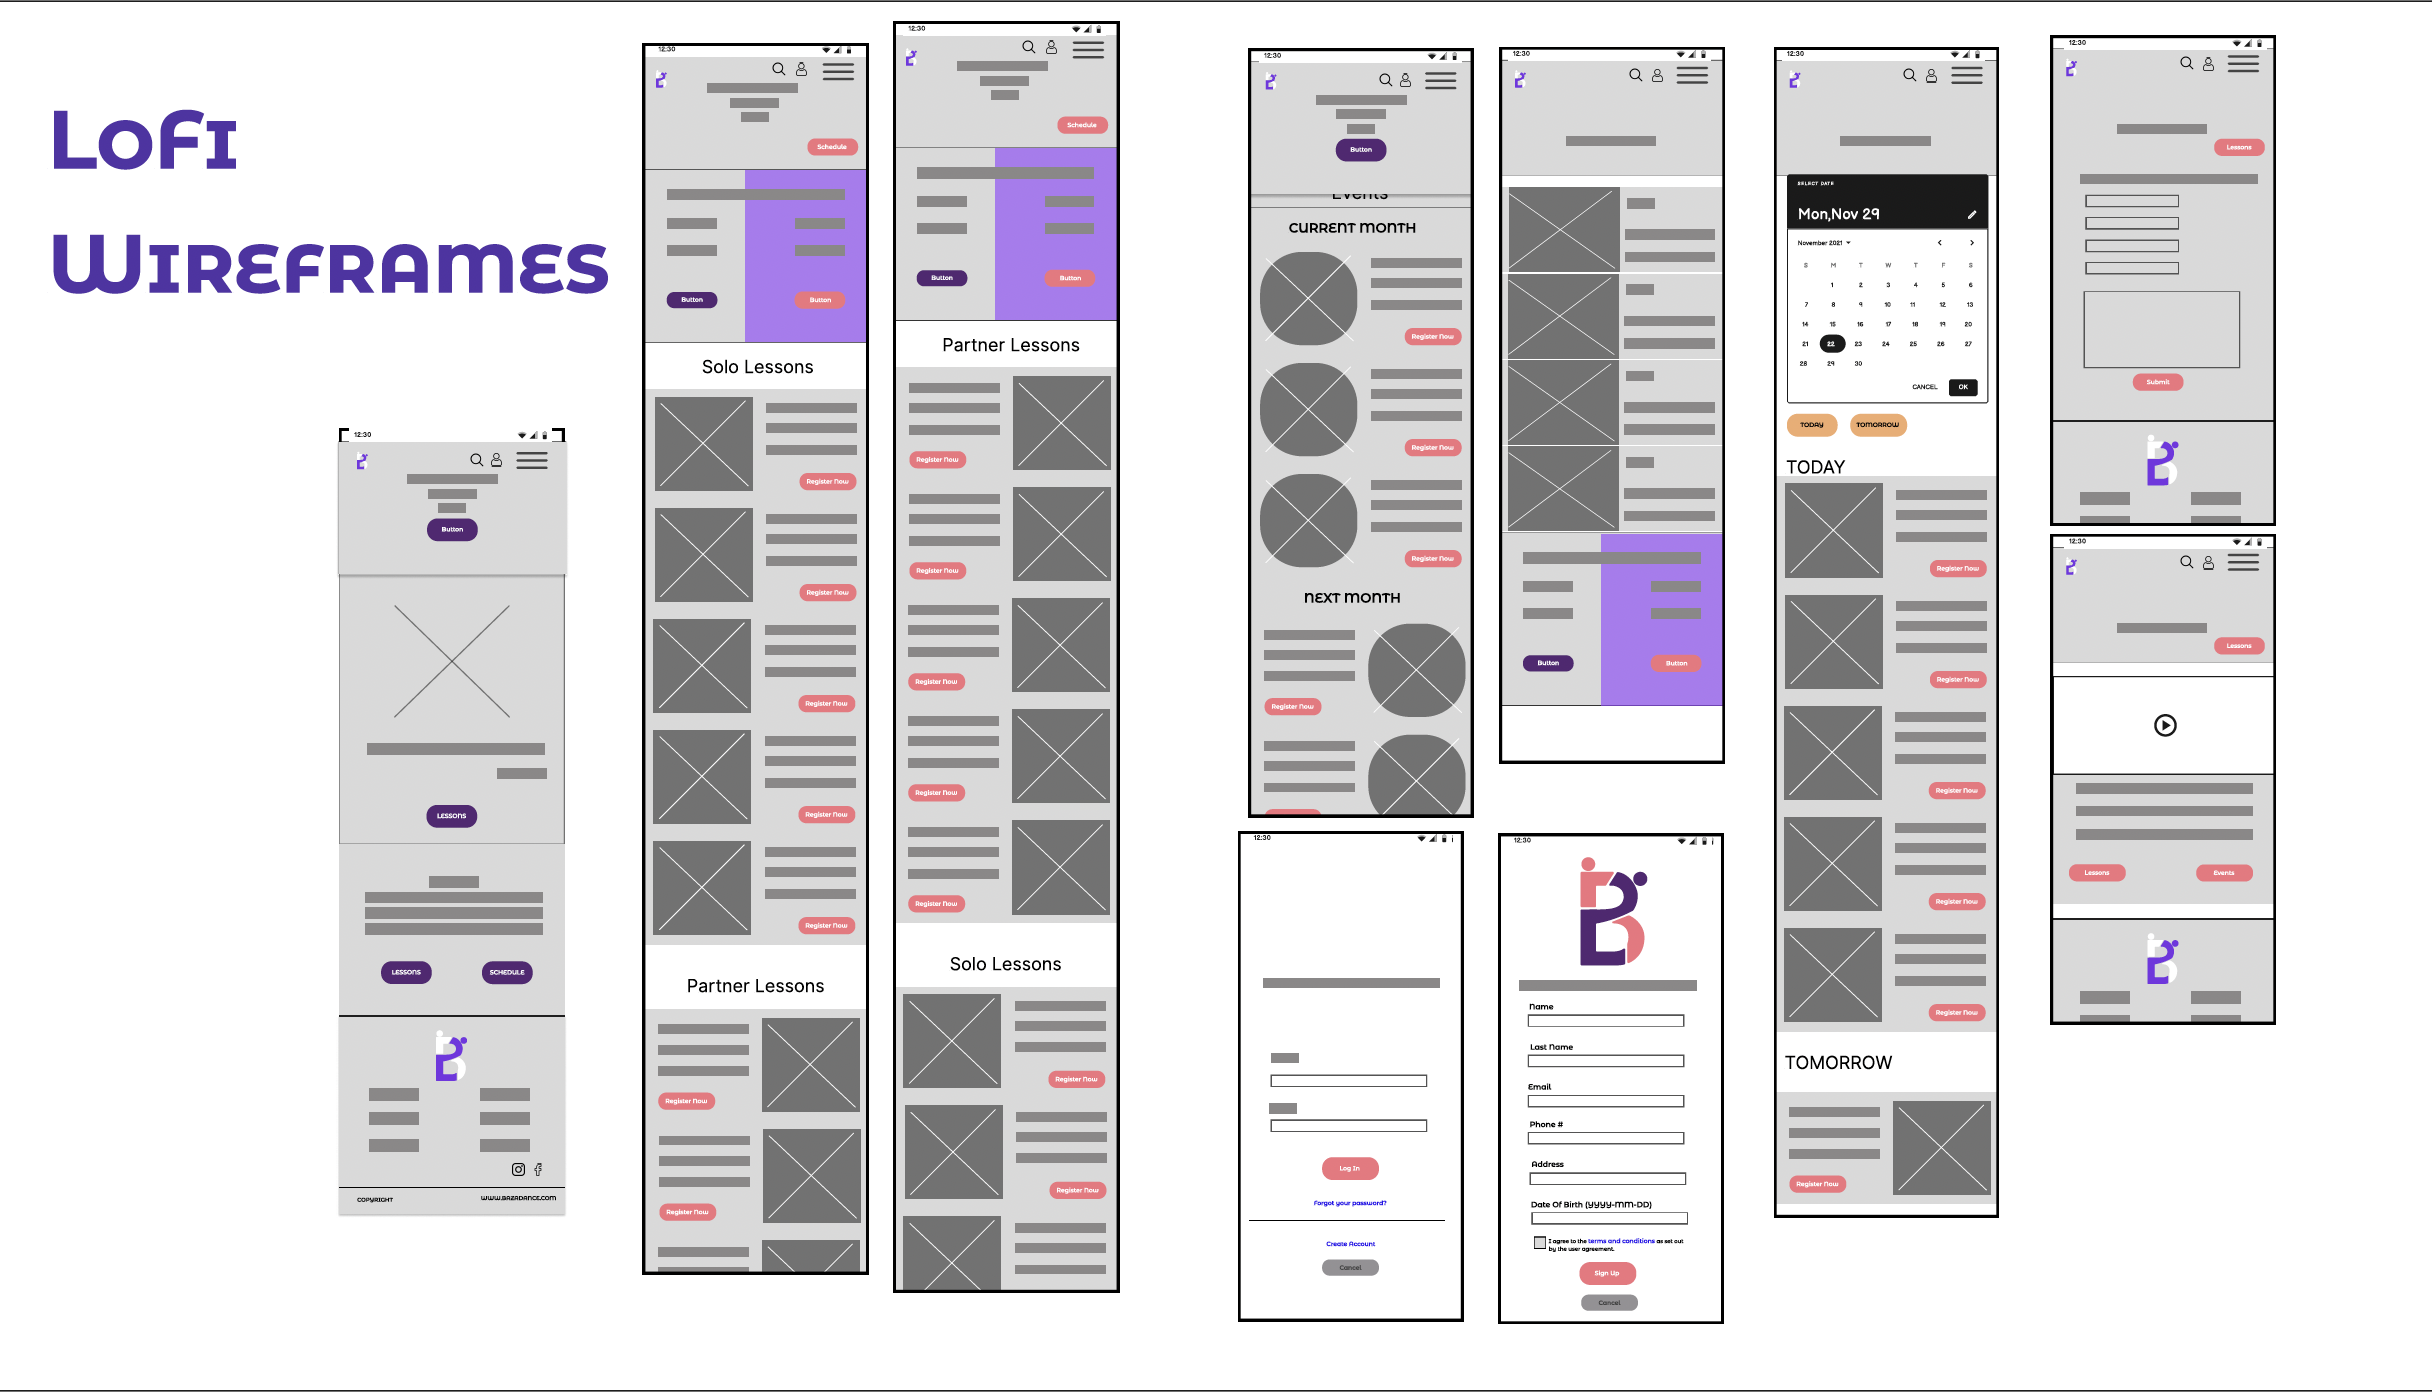 LoFi
Wireframes
12:30
Button
LESSONS
LESSONS
SCHEDULE
COPYRIGHT
WWW.BAZADANCE.COM
12:30
Schedule
Button
Button
Solo Lessons
Register Now
Register Now
Register Now
Register Now
Register Now
Partner Lessons
Register Now
Register Now
12:30
Schedule
Button
Button
Partner Lessons
Register Now
Register Now
Register Now
Register Now
Register Now
Solo Lessons
Register Now
Register Now
12:30
Button
Events
CURRENT MONTH
Register Now
Register Now
Register Now
NEXT MONTH
Register Now
12:30
Button
Button
12:30
SELECT DATE
Mon,Nov 29
November 2021
S M T W T F S
1 2 3 4 5 6
7 8 9 10 11 12 13
14 15 16 17 18 19 20
21 22 23 24 25 26 27
28 29 30
CANCEL OK
TODAY
TOMORROW
TODAY
Register Now
Register Now
Register Now
Register Now
Register Now
TOMORROW
Register Now
12:30
Lessons
Submit
12:30
Lessons
Lessons
Events
12:30
Log In
Forgot your password?
Create Account
Cancel
12:30
Name
Last Name
Email
Phone #
Address
Date Of Birth (YYYY-MM-DD)
I agree to the terms and conditions as set out
by the user agreement.
Sign Up
Cancel